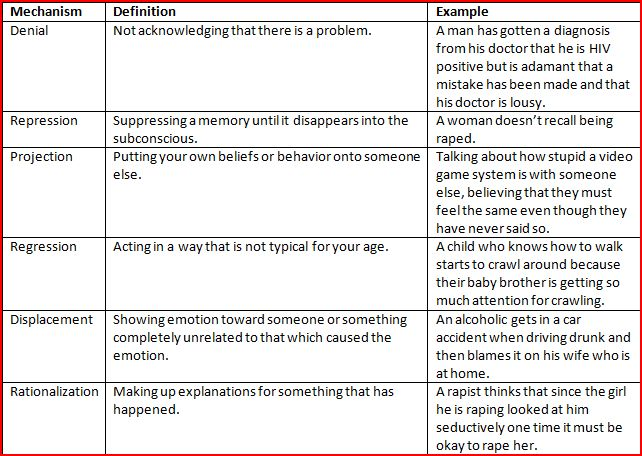 Mechanism Definition Example
Denial Not acknowledging that there is a problem. A man has gotten a diagnosis
from his doctor that he is HIV
positive but is adamant that a
mistake has been made and that
his doctor is lousy.
Repression Suppressing a memory until it disappears into the A woman doesn't recall being
subconscious. raped.
Projection Putting your own beliefs or behavior onto someone Talking about how stupid a video
else. game system is with someone
else, believing that they must
feel the same even though they
have never said so.
Regression Acting in a way that is not typical for your age. A child who knows how to walk
starts to crawl around because
their baby brother is getting so
much attention for crawling.
Displacement Showing emotion toward someone or something An alcoholic gets in a car
completely unrelated to that which caused the accident when driving drunk and
emotion. then blames it on his wife who is
at home.
Rationalization Making up explanations for something that has A rapist thinks that since the girl
happened. he is raping looked at him
seductively one time it must be
okay to rape her.